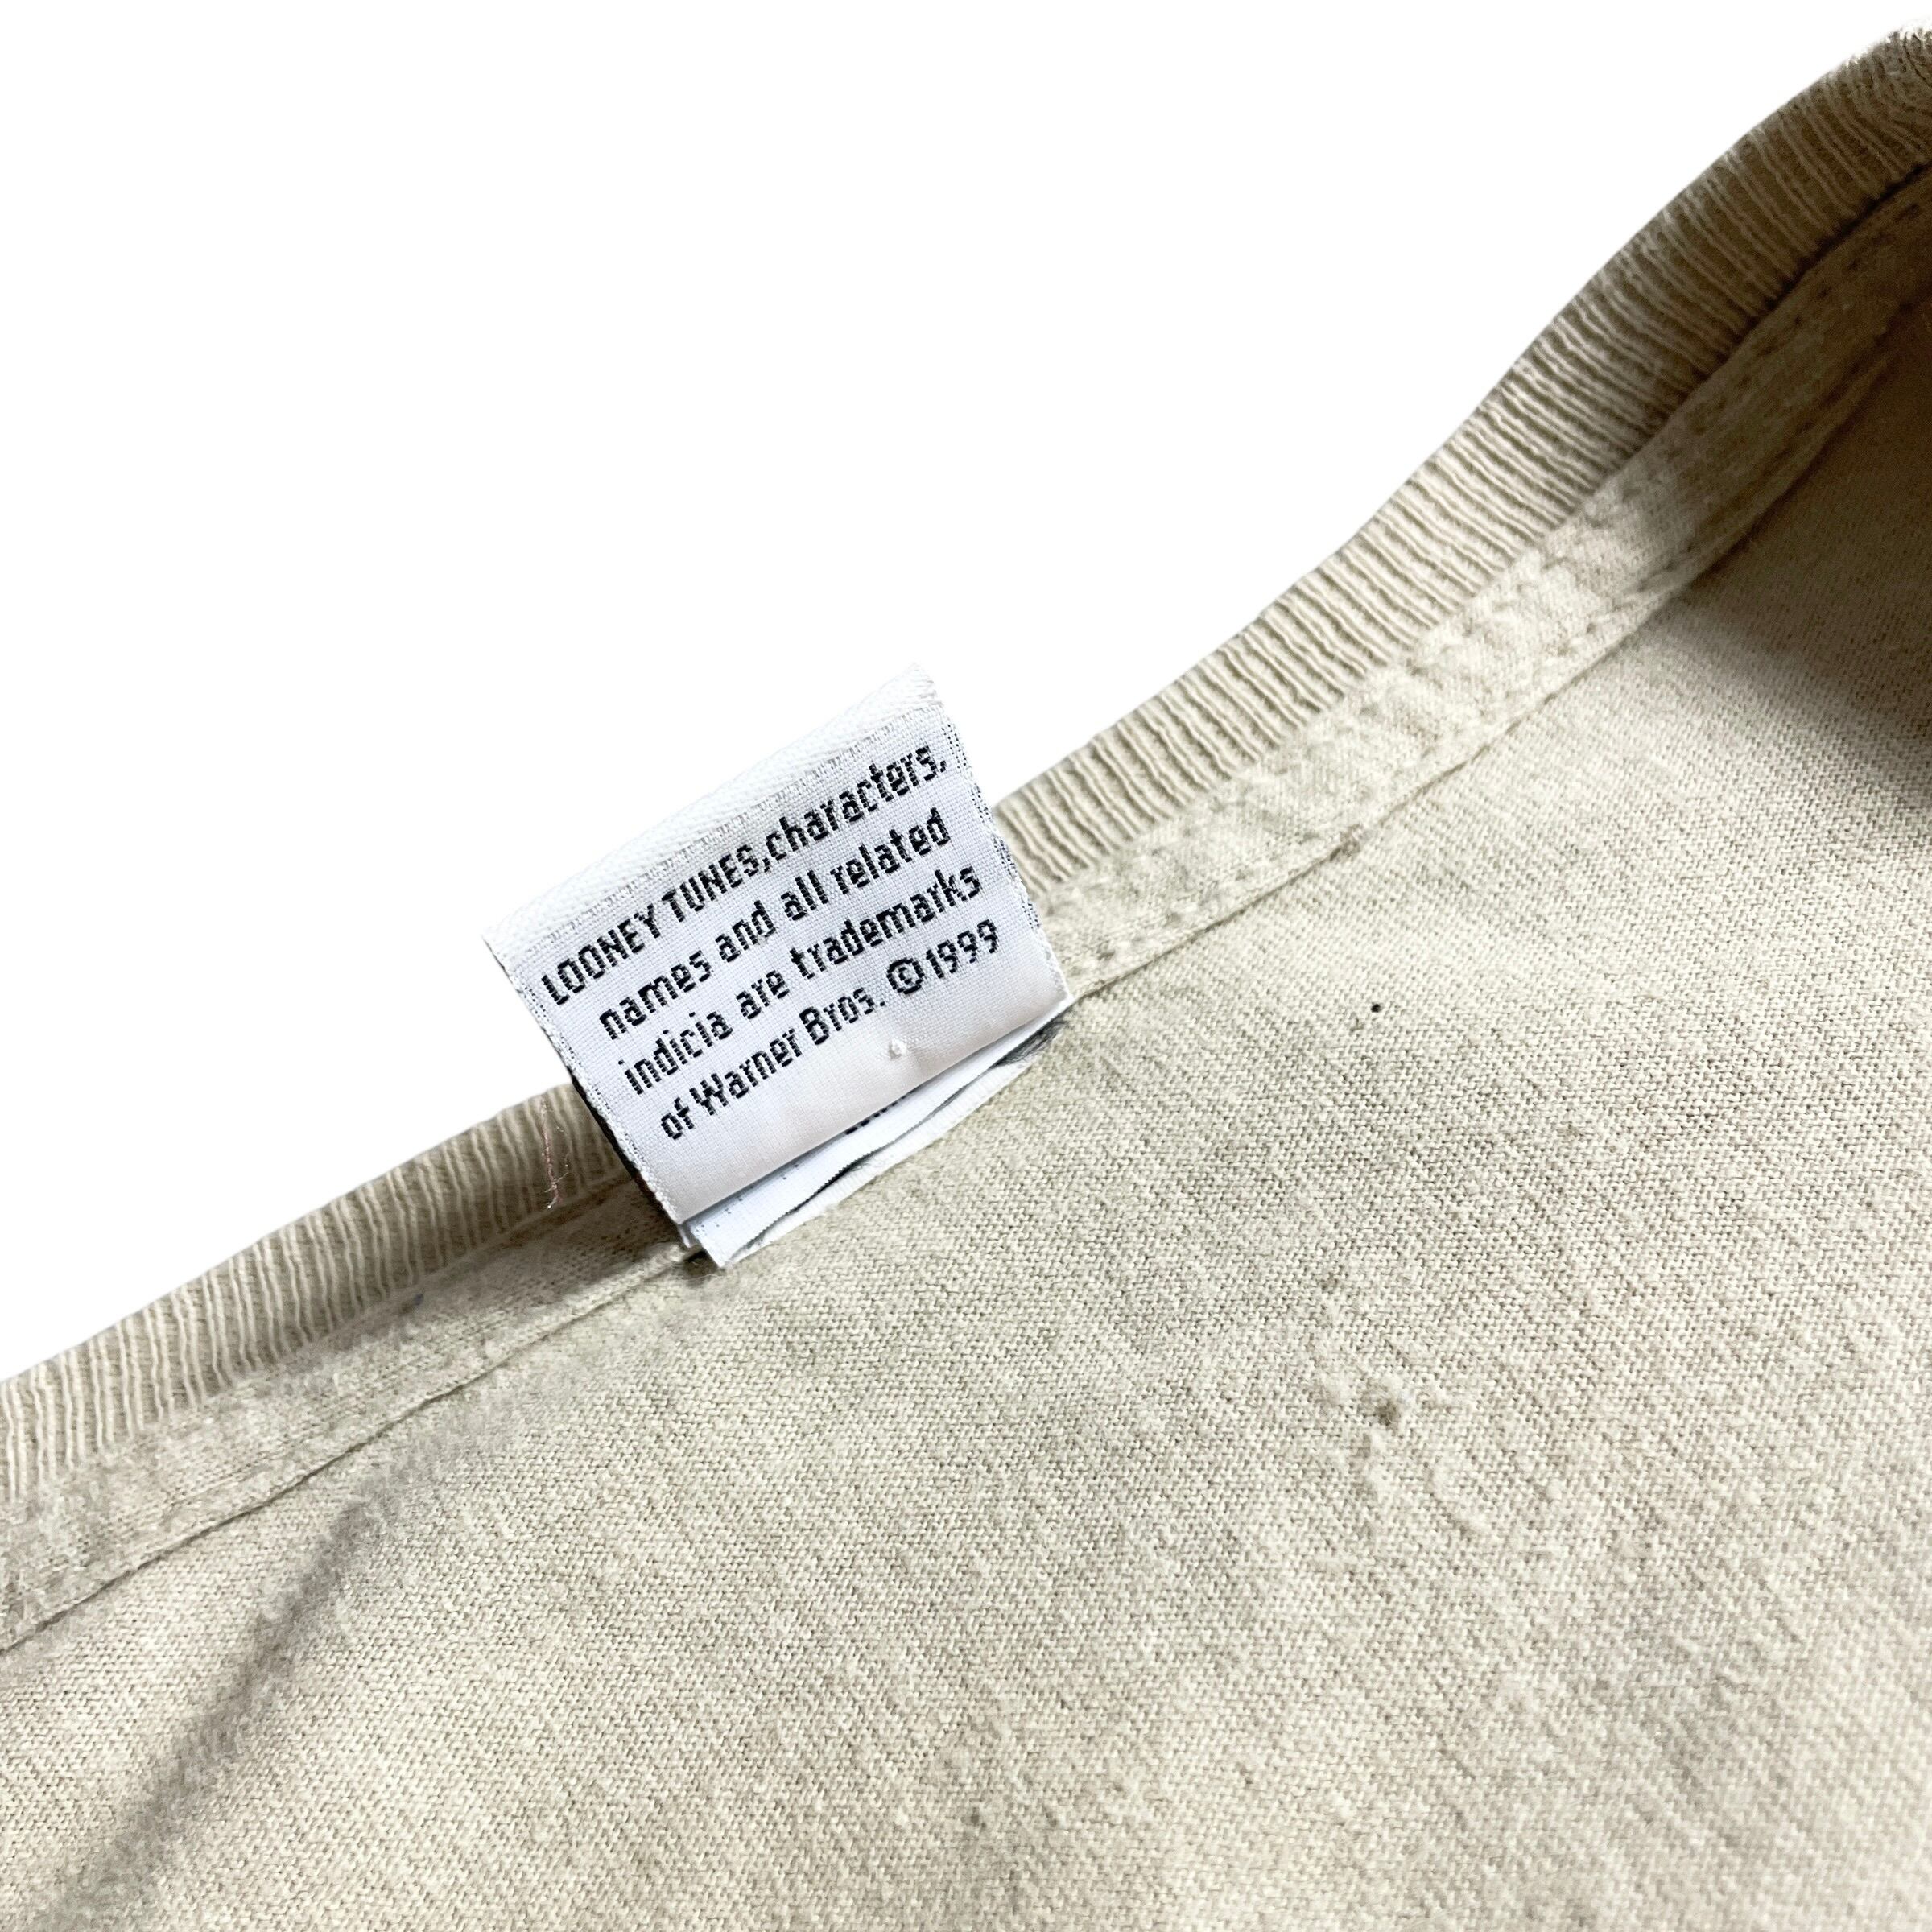 LOONEY TUNES,characters,
names and all related
indicia are trademarks
of Warner Bros. ©1999